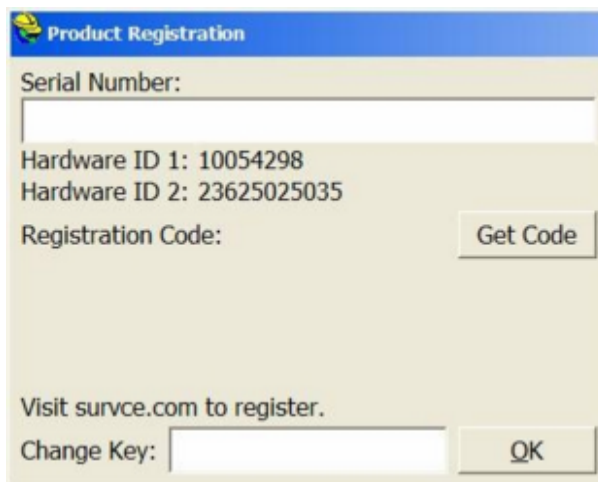 Product Registration
Serial Number:
Hardware ID 1: 10054298
Hardware ID 2: 23625025035
Registration Code:
Get Code
Visit survce.com to register.
Change Key:
OK